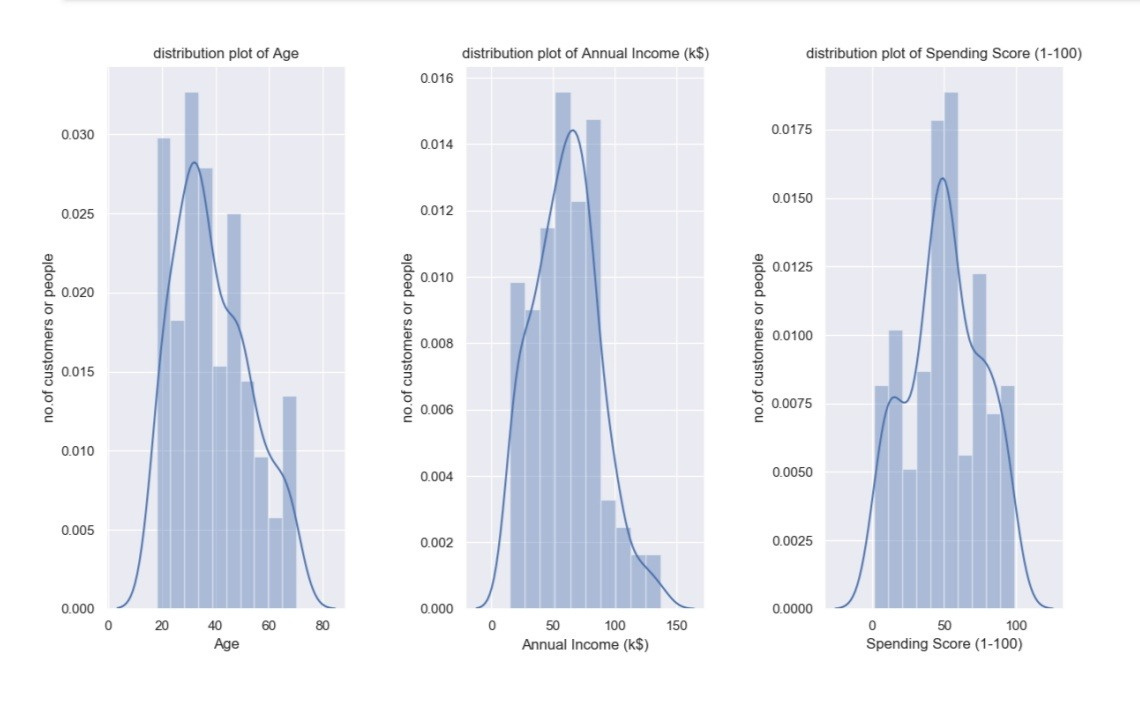 distribution plot of Age
no.of customers or people
0.030
0.025
0.020
0.015
0.010
0.005
0.000
0 20 40 60 80
Age
distribution plot of Annual Income (k$)
no.of customers or people
0.016
0.014
0.012
0.010
0.008
0.006
0.004
0.002
0.000
0 50 100 150
Annual Income (k$)
distribution plot of Spending Score (1-100)
no.of customers or people
0.0175
0.0150
0.0125
0.0100
0.0075
0.0050
0.0025
0.0000
0 50 100
Spending Score (1-100)